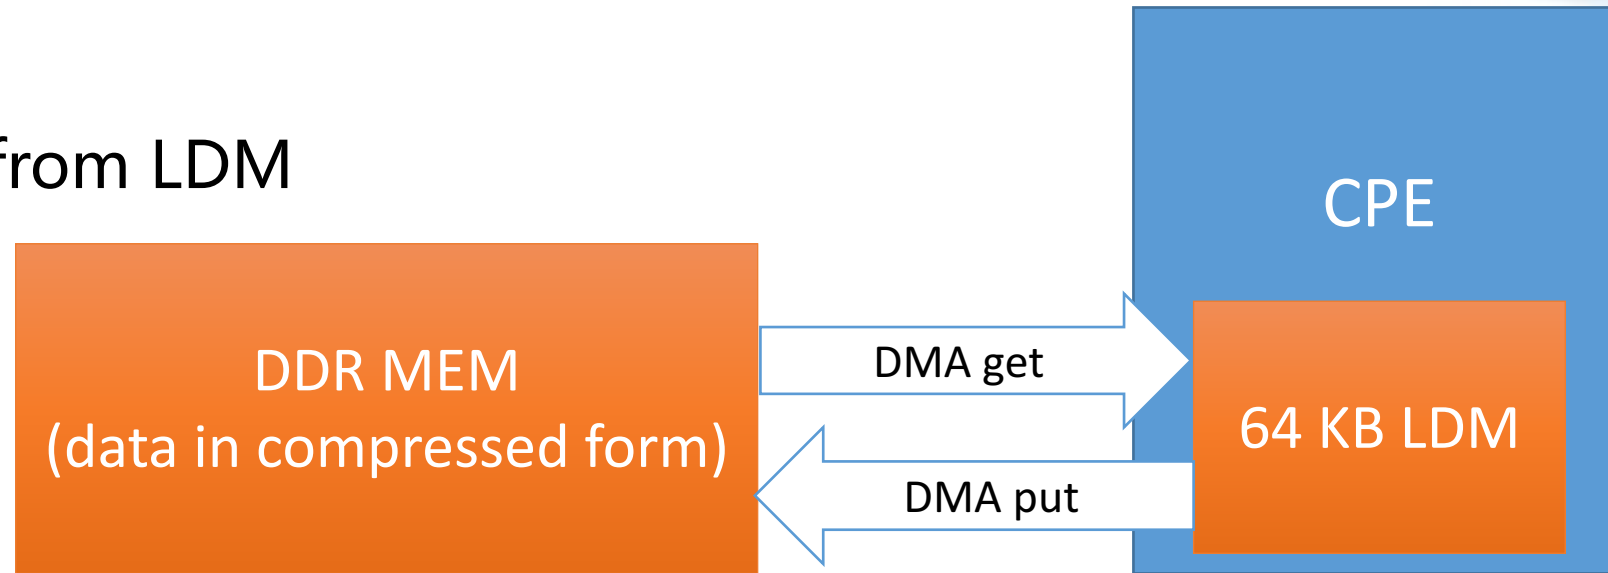 from LDM
CPE
DDR MEM
(data in compressed form)
DMA get
64 KB LDM
DMA put